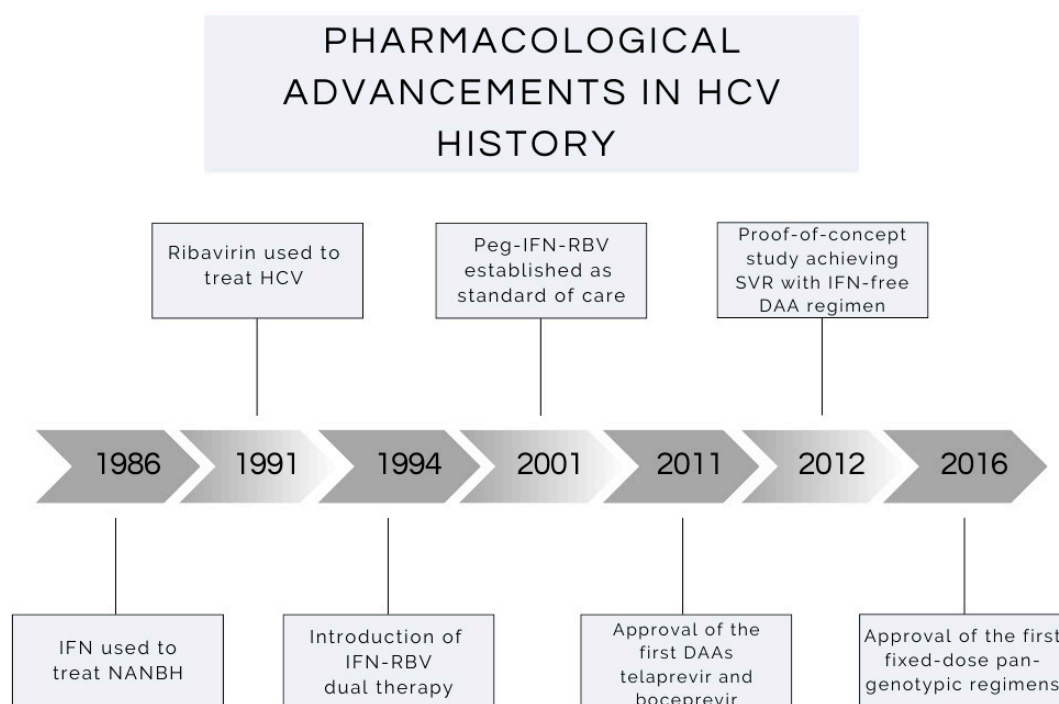 PHARMACOLOGICAL
ADVANCEMENTS IN HCV
HISTORY
Ribavirin used to
treat HCV
Peg-IFN-RBV
established as
standard of care
Proof-of-concept
study achieving
SVR with IFN-free
DAA regimen
1986
1991
1994
2001
2011
2012
2016
IFN used to
treat NANBH
Introduction of
IFN-RBV
dual therapy
Approval of the
first DAAs
telaprevir and
boceprevir
Approval of the first
fixed-dose pan-
genotypic regimens